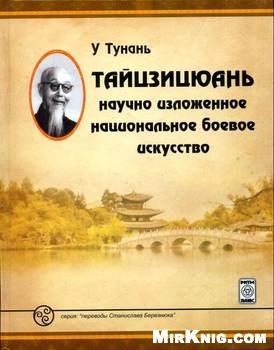 У Тунань
ТАЙЦЗИЦЮАНЬ
научно изложенное
национальное боевое
искусство
серия: "переводы Станислава Березнюка"
MirKnig.com